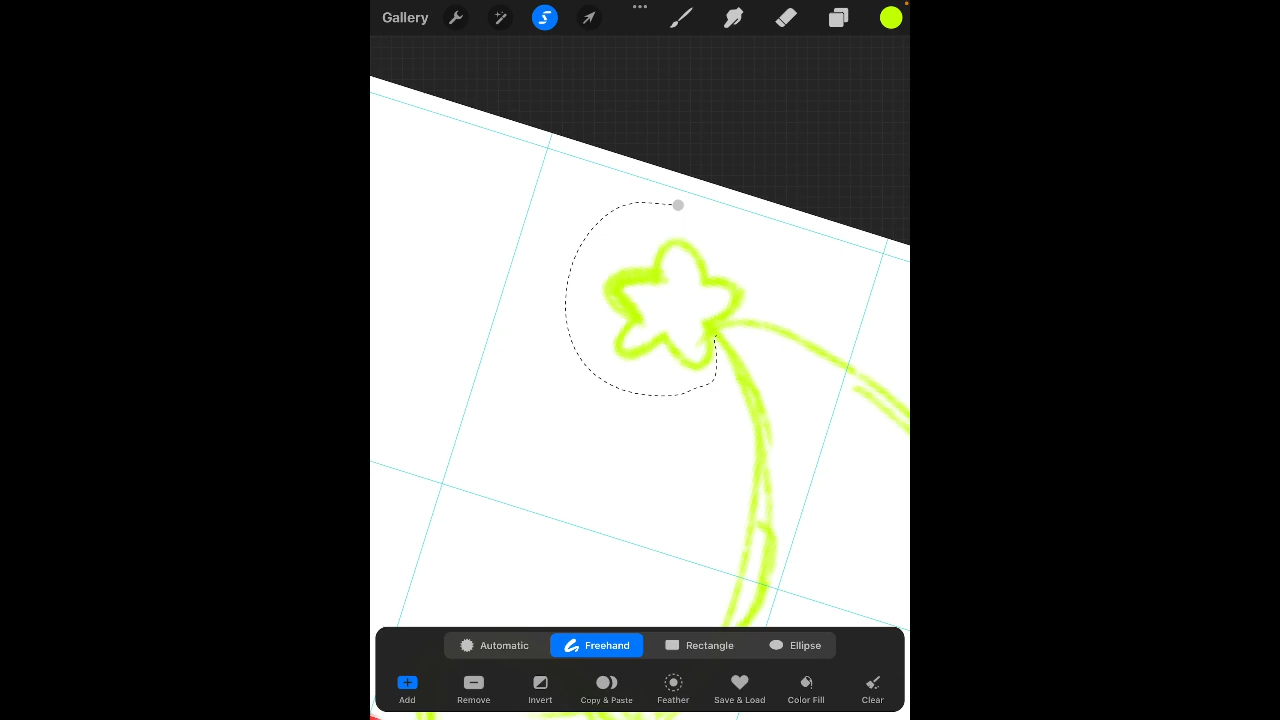 Gallery
Automatic Freehand Rectangle Ellipse
Add Remove Invert Copy & Paste Feather Save & Load Color Fill Clear